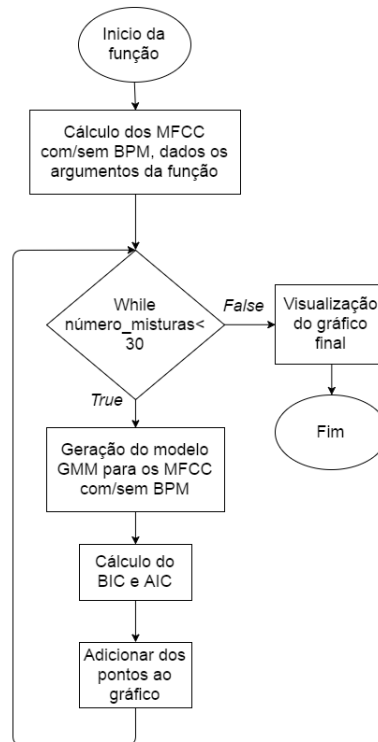 Inicio da
função
Cálculo dos MFCC
com/sem BPM, dados os
argumentos da função
While
número_misturas<
30
False
Visualização
do gráfico
final
True
Fim
Geração do modelo
GMM para os MFCC
com/sem BPM
Cálculo do
BIC e AIC
Adicionar dos
pontos ao
gráfico